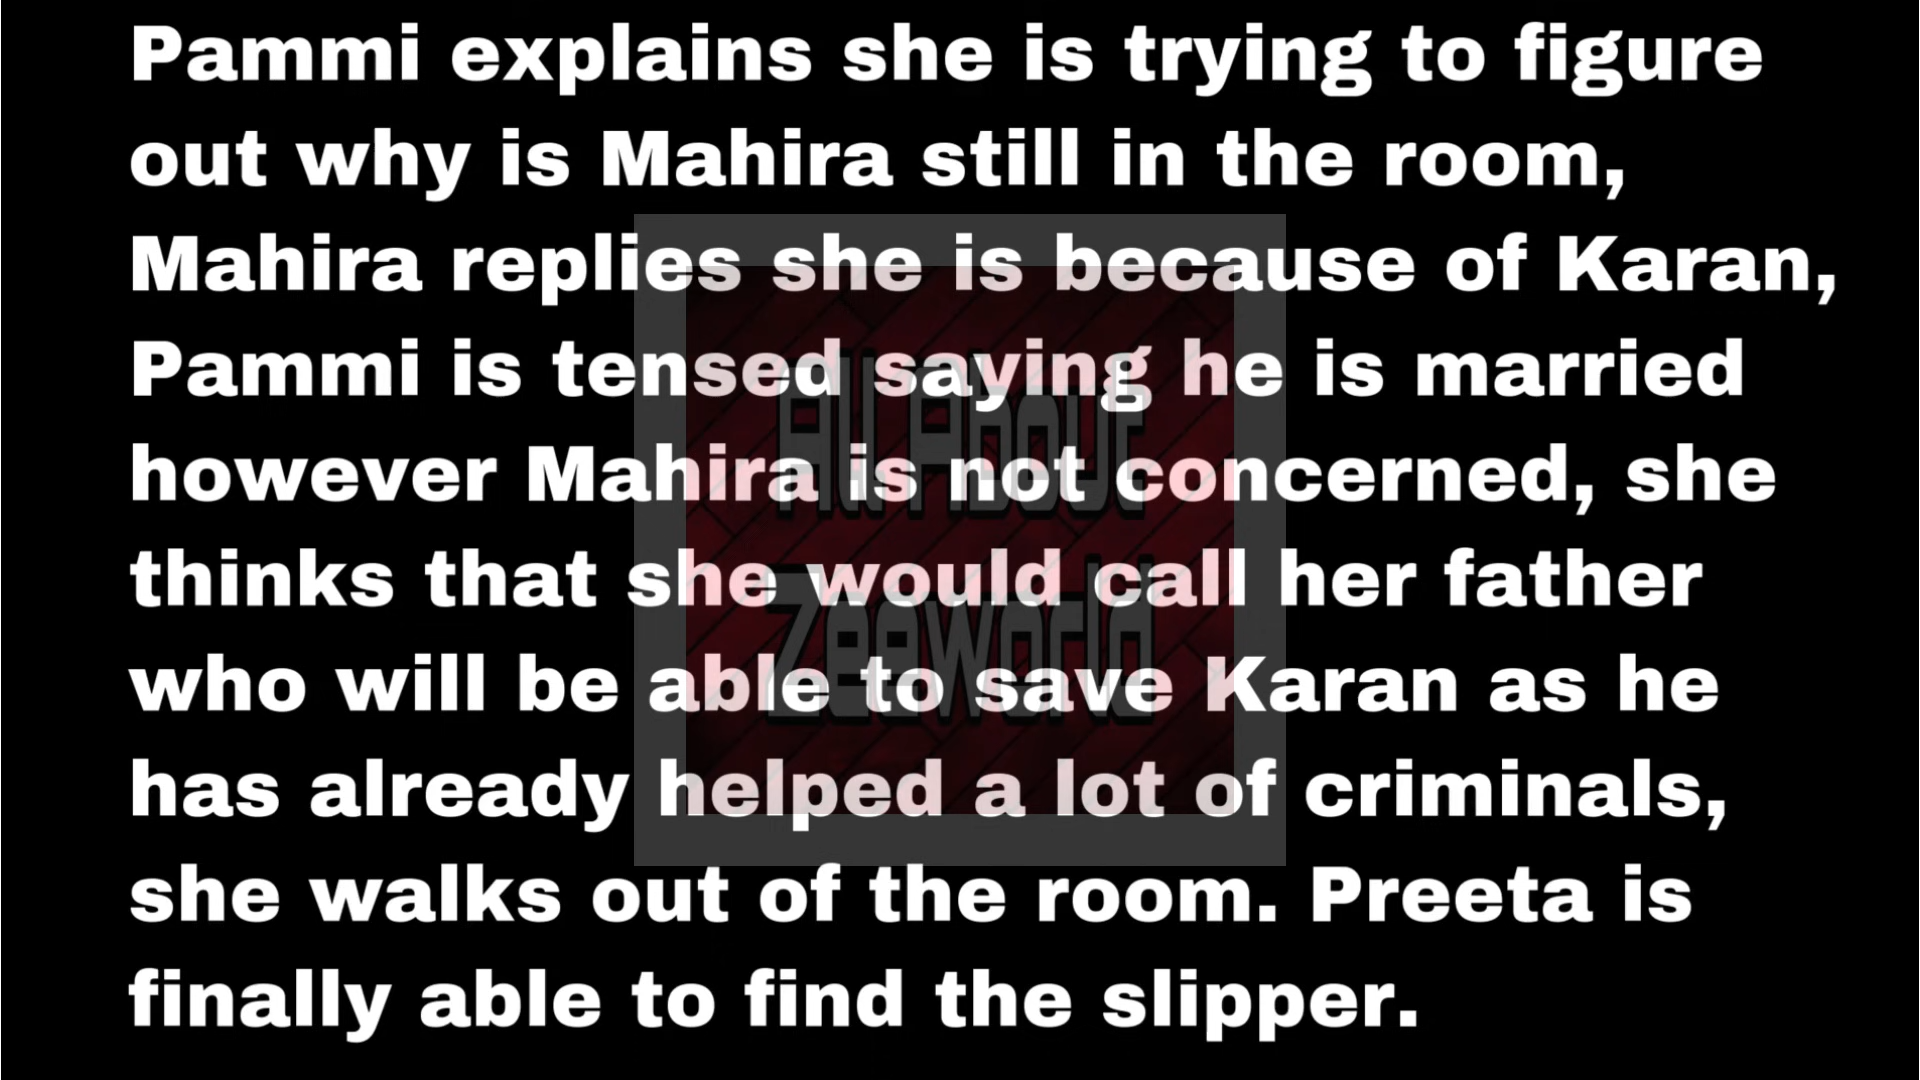 Pammi explains she is trying to figure
out why is Mahira still in the room,
Mahira replies she is because of Karan,
Pammi is tensed saying he is married
however Mahira is not concerned, she
thinks that she would call her father
who will be able to save Karan as he
has already helped a lot of criminals,
she walks out of the room. Preeta is
finally able to find the slipper.
All About
Zeeworld